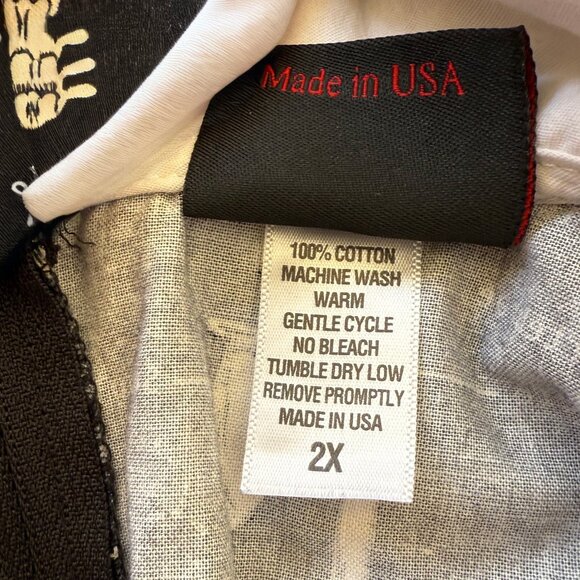 Made in USA
100% COTTON
MACHINE WASH
WARM
GENTLE CYCLE
NO BLEACH
TUMBLE DRY LOW
REMOVE PROMPTLY
MADE IN USA
2X